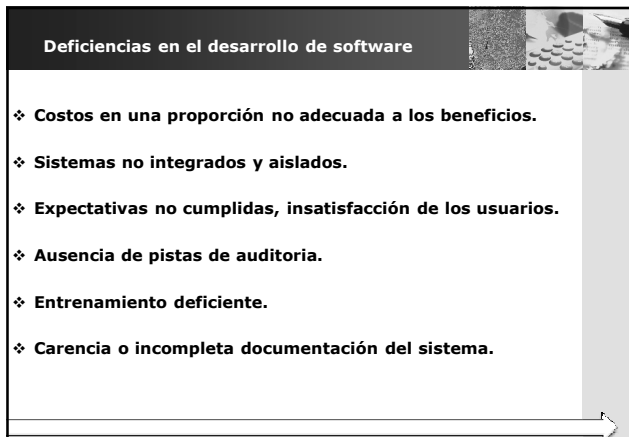 Deficiencias en el desarrollo de software
❖ Costos en una proporción no adecuada a los beneficios.
❖ Sistemas no integrados y aislados.
❖ Expectativas no cumplidas, insatisfacción de los usuarios.
❖ Ausencia de pistas de auditoria.
❖ Entrenamiento deficiente.
❖ Carencia o incompleta documentación del sistema.